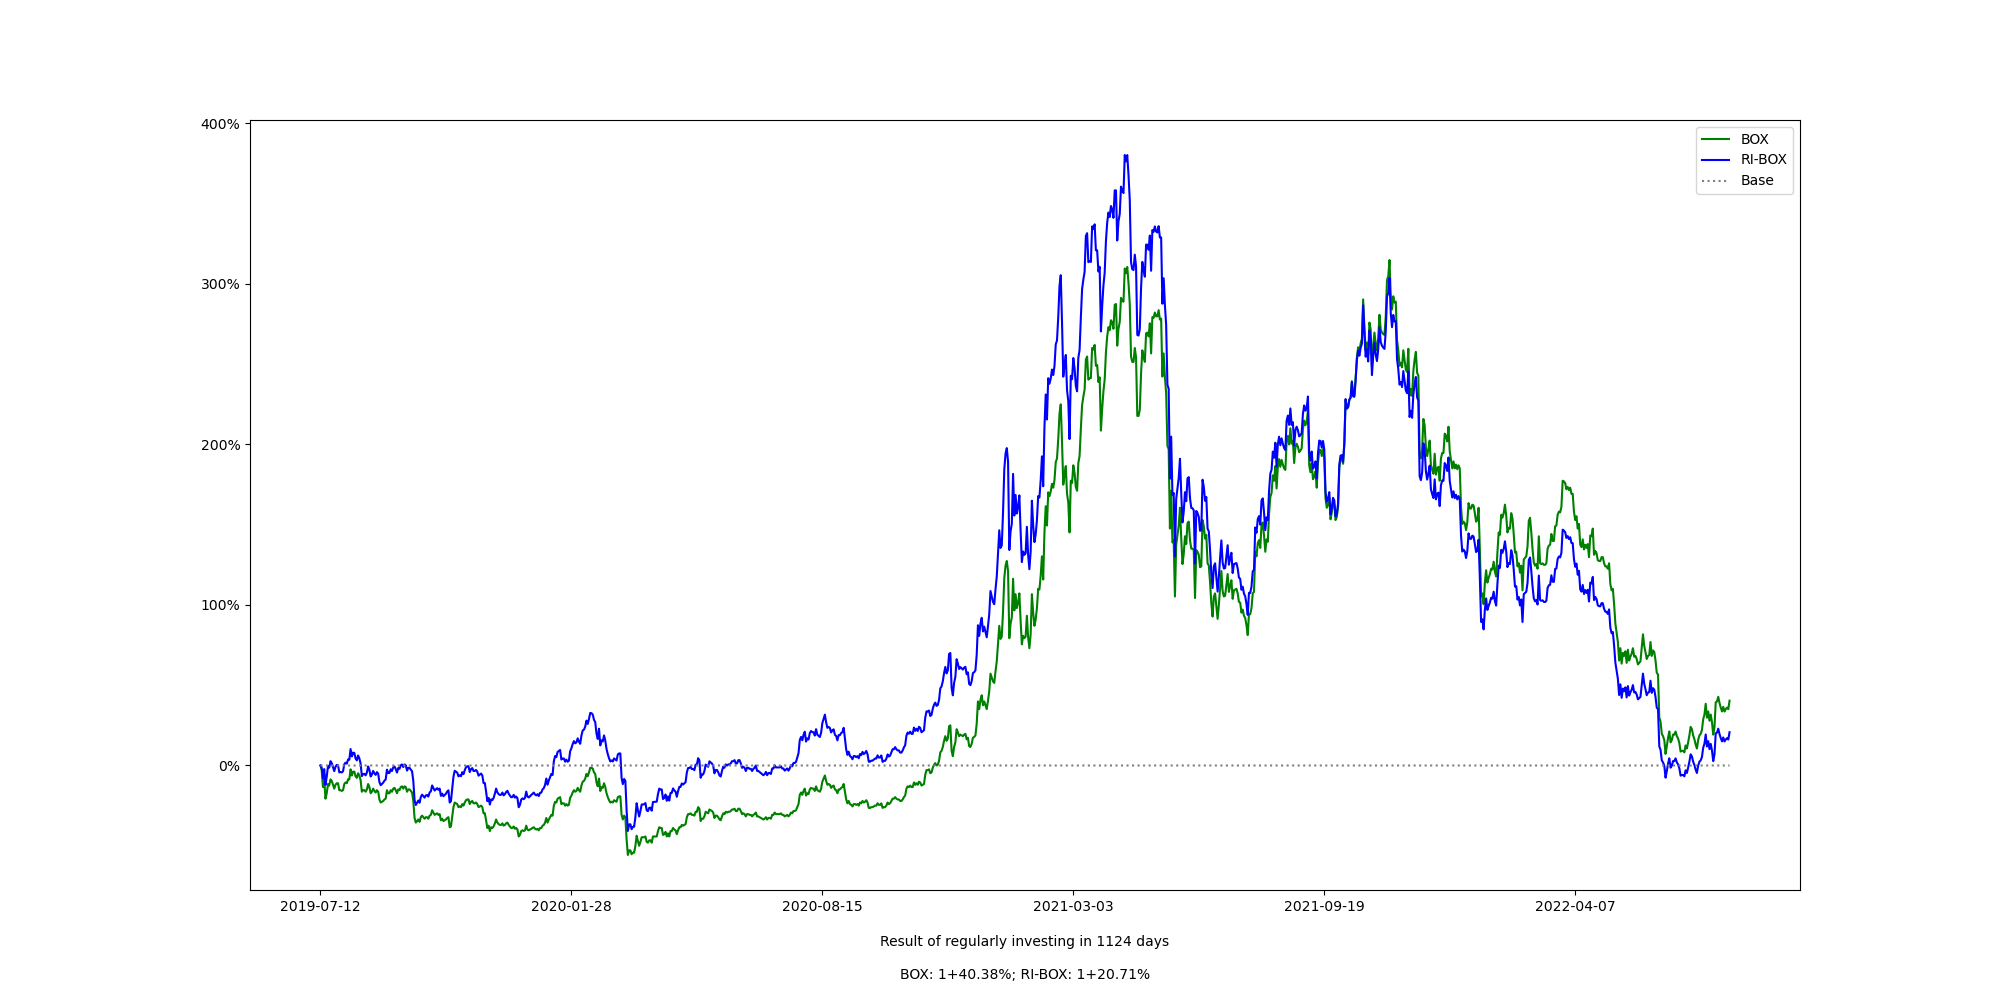 400%
300%
200%
100%
0%
BOX
RI-BOX
Base
2019-07-12 2020-01-28 2020-08-15 2021-03-03 2021-09-19 2022-04-07
Result of regularly investing in 1124 days
BOX: 1+40.38%; RI-BOX: 1+20.71%